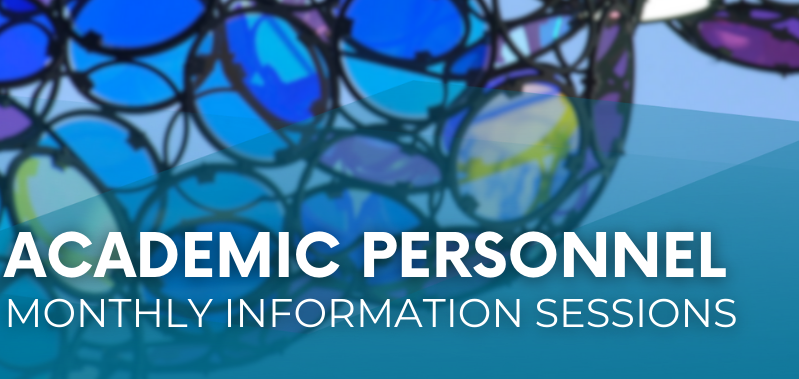 ACADEMIC PERSONNEL
MONTHLY INFORMATION SESSIONS